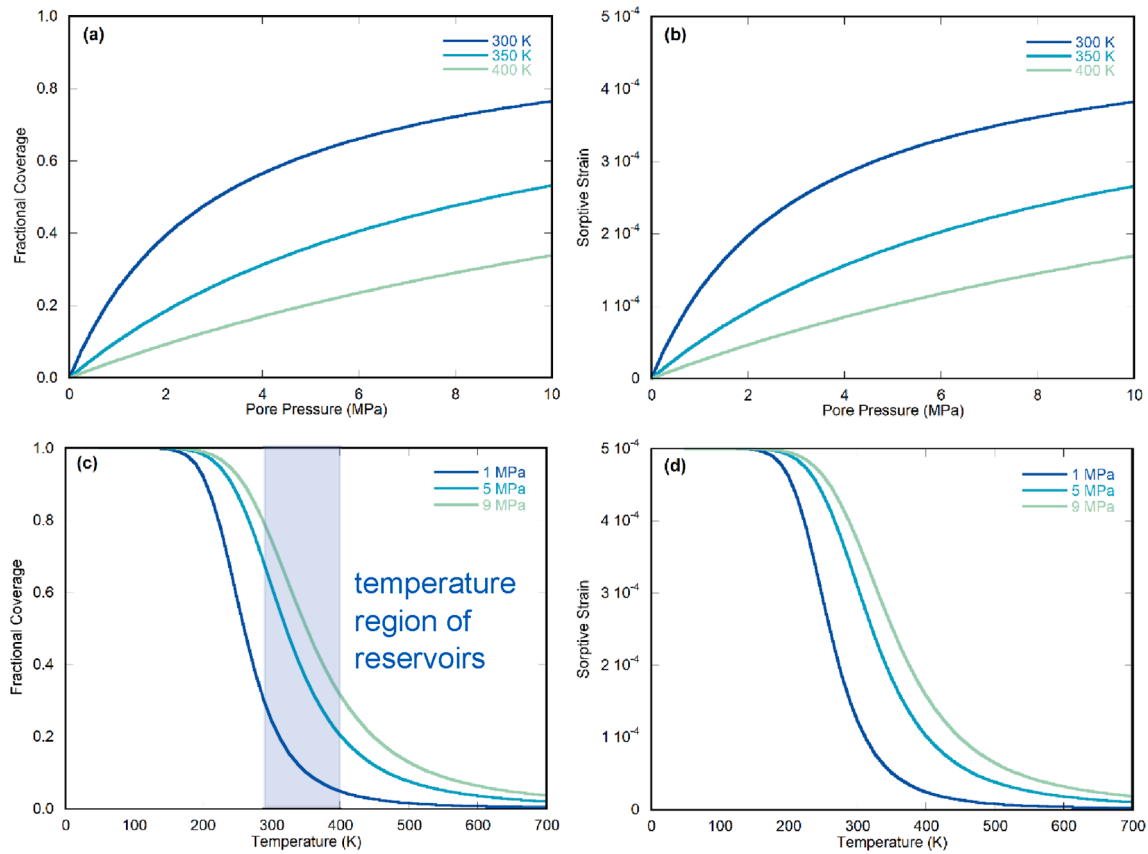 (a)
300 K
350 K
400 K
1.0
0.8
0.6
0.4
0.2
0.0
Fractional Coverage
0 2 4 6 8 10
Pore Pressure (MPa)
(b)
300 K
350 K
400 K
5 10⁻⁴
4 10⁻⁴
3 10⁻⁴
2 10⁻⁴
1 10⁻⁴
0
Sorptive Strain
0 2 4 6 8 10
Pore Pressure (MPa)
(c)
1 MPa
5 MPa
9 MPa
temperature
region of
reservoirs
1.0
0.8
0.6
0.4
0.2
0.0
Fractional Coverage
0 100 200 300 400 500 600 700
Temperature (K)
(d)
1 MPa
5 MPa
9 MPa
5 10⁻⁴
4 10⁻⁴
3 10⁻⁴
2 10⁻⁴
1 10⁻⁴
0
Sorptive Strain
0 100 200 300 400 500 600 700
Temperature (K)